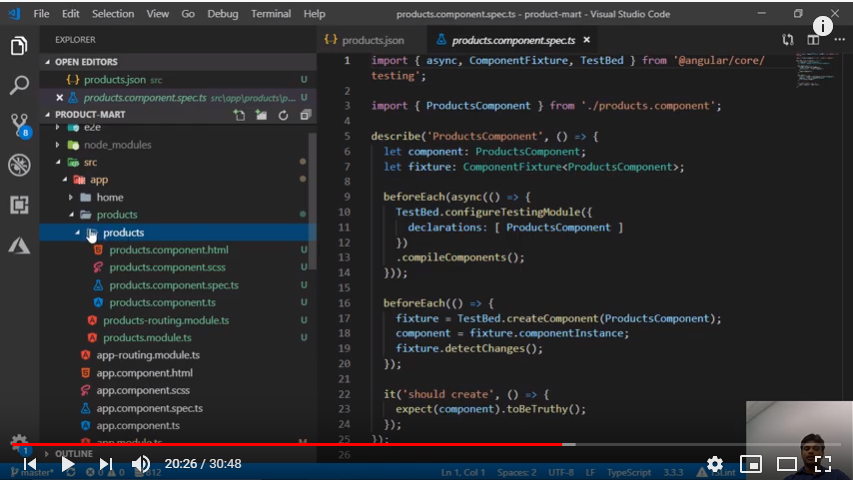 File Edit Selection View Go Debug Terminal Help
products.component.spec.ts - product-mart - Visual Studio Code
EXPLORER
OPEN EDITORS
products.json src U
products.component.spec.ts src\app\products\p... U
PRODUCT-MART
e2e
node_modules
src
app
home
products
products
products.component.html U
products.component.scss U
products.component.spec.ts U
products.component.ts U
products-routing.module.ts U
products.module.ts U
app-routing.module.ts
app.component.html
app.component.scss
app.component.spec.ts
app.component.ts
app.module.ts M
OUTLINE
8
1
products.json
products.component.spec.ts
1 import { async, ComponentFixture, TestBed } from '@angular/core/
testing';
2
3 import { ProductsComponent } from './products.component';
4
5 describe('ProductsComponent', () => {
6 let component: ProductsComponent;
7 let fixture: ComponentFixture<ProductsComponent>;
8
9 beforeEach(async(() => {
10 TestBed.configureTestingModule({
11 declarations: [ ProductsComponent ]
12 })
13 .compileComponents();
14 }));
15
16 beforeEach(() => {
17 fixture = TestBed.createComponent(ProductsComponent);
18 component = fixture.componentInstance;
19 fixture.detectChanges();
20 });
21
22 it('should create', () => {
23 expect(component).toBeTruthy();
24 });
25 });
26
20:26 / 30:48
master* 0 0 Ln 1, Col 1 Spaces: 2 UTF-8 LF TypeScript 3.3.3 TSLint